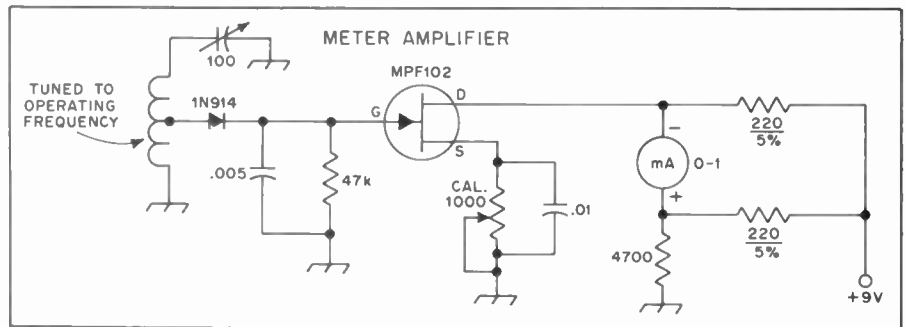 METER AMPLIFIER
100
MPF102
TUNED TO
OPERATING
FREQUENCY
1N914
G
D
S
220
5%
-
mA
0-1
+
.005
47k
CAL.
1000
.01
4700
220
5%
+9V